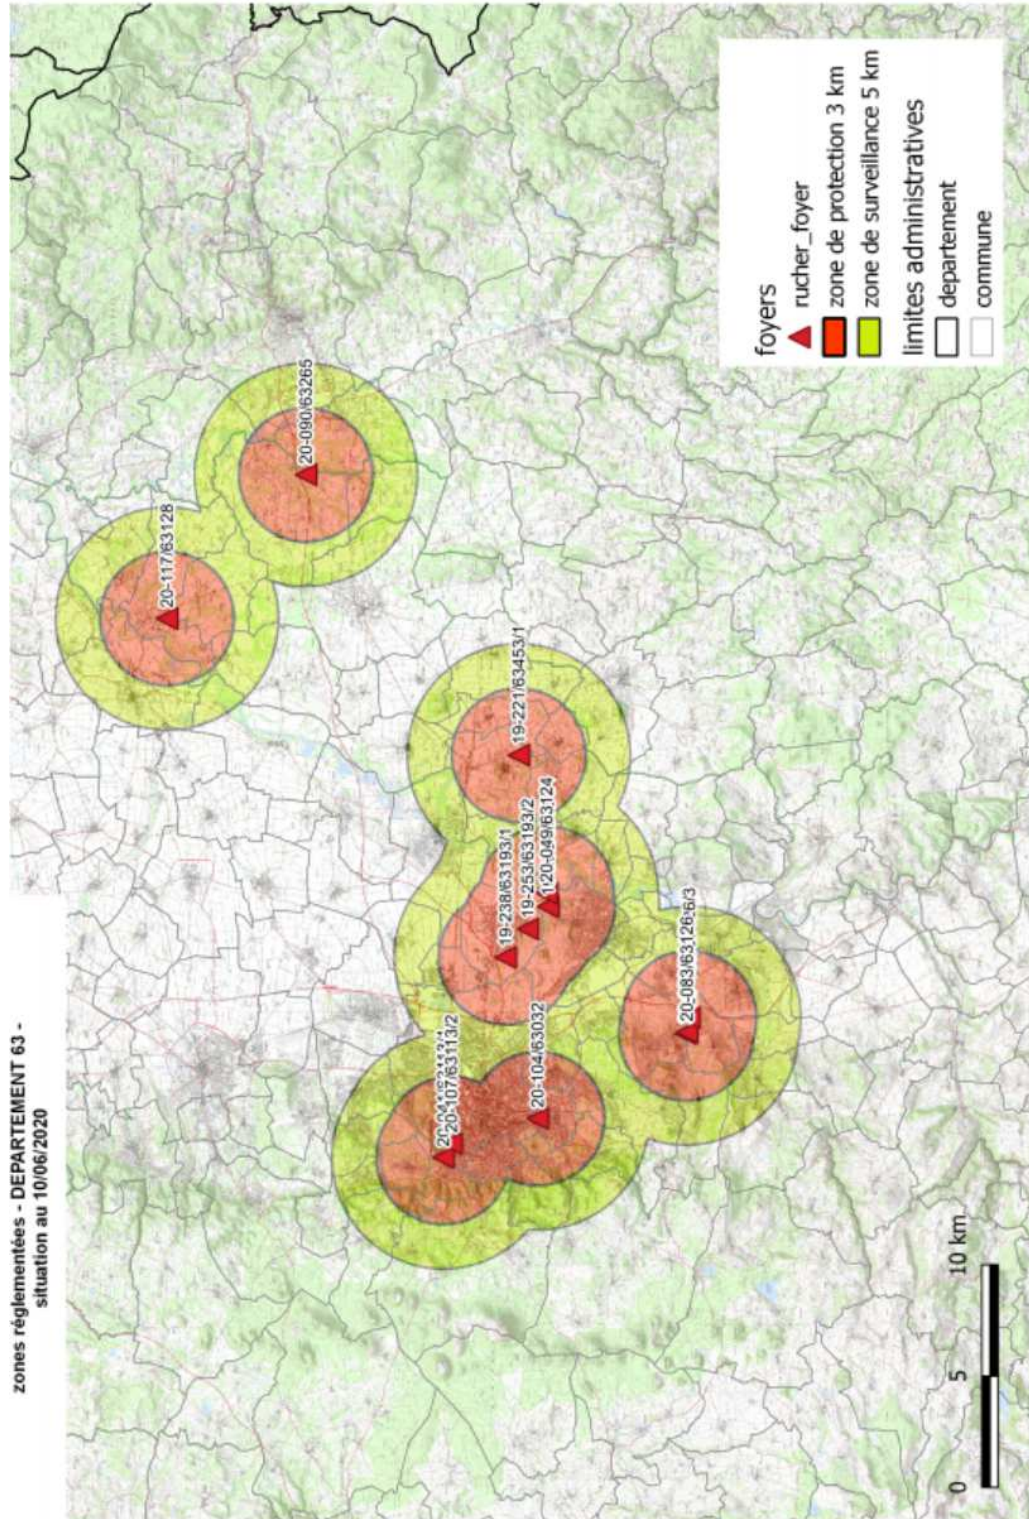 zones réglementées - DEPARTEMENT 63 -
situation au 10/06/2020
20-117/63128
20-090/63265
19-221/63453/1
19-238/63193/1
19-253/63193/2
20-049/63124
20-107/63113/2
20-104/63032
20-083/63126
foyers
rucher_foyer
zone de protection 3 km
zone de surveillance 5 km
limites administratives
departement
commune
0 5 10 km